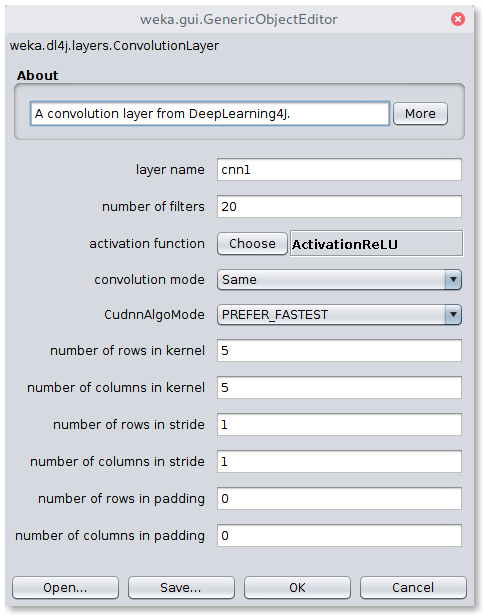 weka.gui.GenericObjectEditor
weka.dl4j.layers.ConvolutionLayer
About
A convolution layer from DeepLearning4J. More
layer name cnn1
number of filters 20
activation function Choose ActivationReLU
convolution mode Same
CudnnAlgoMode PREFER_FASTEST
number of rows in kernel 5
number of columns in kernel 5
number of rows in stride 1
number of columns in stride 1
number of rows in padding 0
number of columns in padding 0
Open... Save... OK Cancel